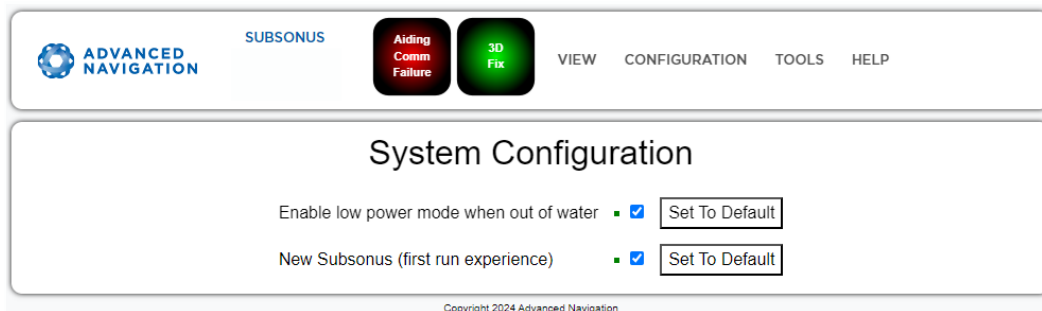 ADVANCED
NAVIGATION
SUBSONUS
Aiding
Comm
Failure
3D
Fix
VIEW CONFIGURATION TOOLS HELP
System Configuration
Enable low power mode when out of water Set To Default
New Subsonus (first run experience) Set To Default
Copyright 2024 Advanced Navigation